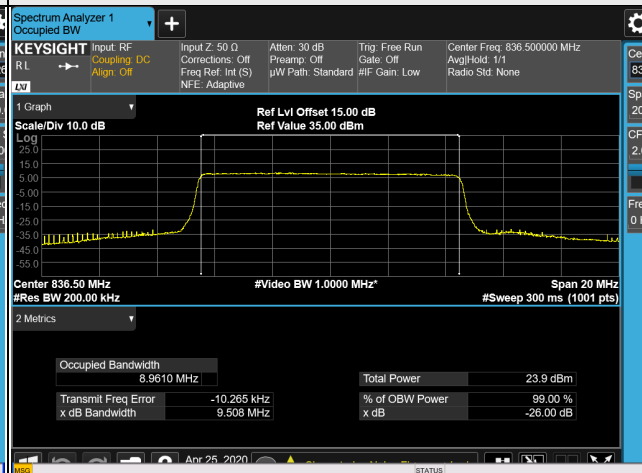 Spectrum Analyzer 1
Occupied BW
KEYSIGHT
RL
LXI
Input: RF
Coupling: DC
Align: Off
Input Z: 50 Ω
Corrections: Off
Freq Ref: Int (S)
NFE: Adaptive
Atten: 30 dB
Preamp: Off
µW Path: Standard
Trig: Free Run
Gate: Off
#IF Gain: Low
Center Freq: 836.500000 MHz
Avg|Hold: 1/1
Radio Std: None
1 Graph
Scale/Div 10.0 dB
Ref Lvl Offset 15.00 dB
Ref Value 35.00 dBm
Log
25.0
15.0
5.00
-5.00
-15.0
-25.0
-35.0
-45.0
-55.0
Center 836.50 MHz
#Res BW 200.00 kHz
#Video BW 1.0000 MHz*
Span 20 MHz
#Sweep 300 ms (1001 pts)
2 Metrics
Occupied Bandwidth
8.9610 MHz
Total Power 23.9 dBm
Transmit Freq Error -10.265 kHz
% of OBW Power 99.00 %
x dB Bandwidth 9.508 MHz
x dB -26.00 dB
Apr 25, 2020
MSG
STATUS